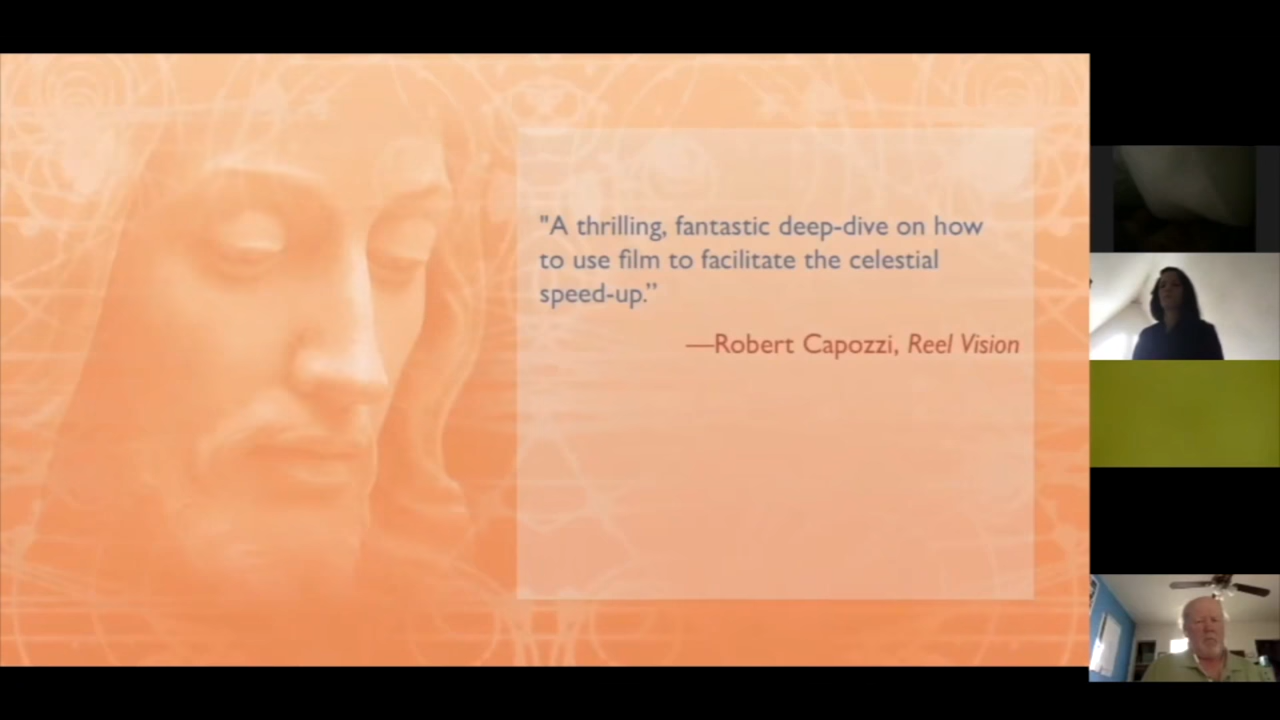 "A thrilling, fantastic deep-dive on how
to use film to facilitate the celestial
speed-up.”
—Robert Capozzi, Reel Vision